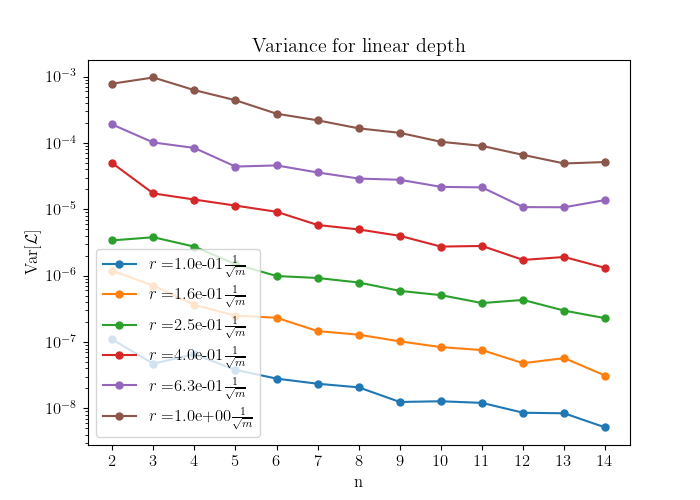 Variance for linear depth
Var[ℒ]
10⁻³
10⁻⁴
10⁻⁵
10⁻⁶
10⁻⁷
10⁻⁸
r =1.0e-01 1/√m
r =1.6e-01 1/√m
r =2.5e-01 1/√m
r =4.0e-01 1/√m
r =6.3e-01 1/√m
r =1.0e+00 1/√m
2 3 4 5 6 7 8 9 10 11 12 13 14
n